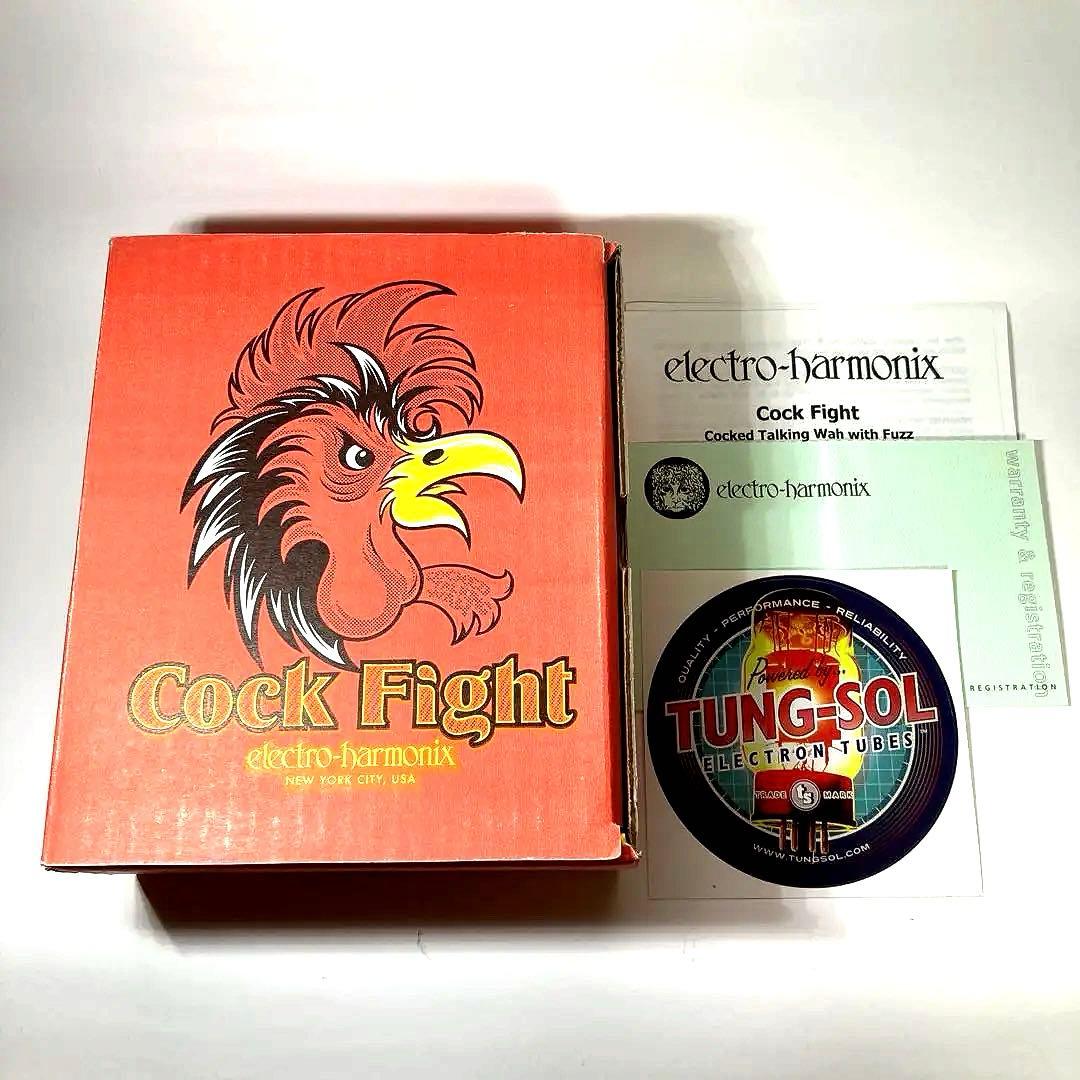 Cock Fight
electro-harmonix
NEW YORK CITY, USA
electro-harmonix
Cock Fight
Cocked Talking Wah with Fuzz
electro-harmonix
warranty & registration
REGISTRATION
QUALITY - PERFORMANCE - RELIABILITY
Powered by:
TUNG-SOL
ELECTRON TUBES
TRADE ts MARK
WWW.TUNGSOL.COM